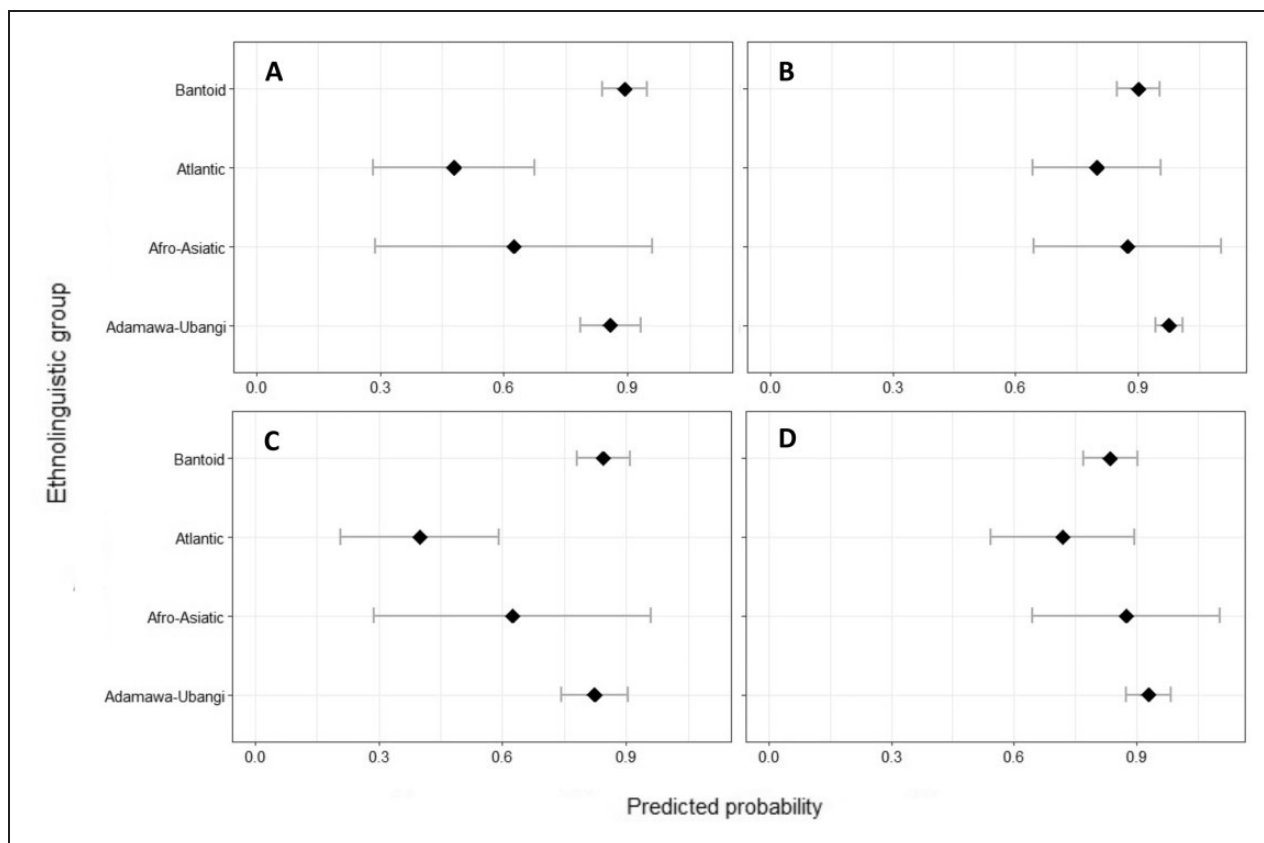 A
B
Bantoid
Atlantic
Afro-Asiatic
Adamawa-Ubangi
0.0 0.3 0.6 0.9
0.0 0.3 0.6 0.9
C
D
Bantoid
Atlantic
Afro-Asiatic
Adamawa-Ubangi
0.0 0.3 0.6 0.9
0.0 0.3 0.6 0.9
Ethnolinguistic group
Predicted probability